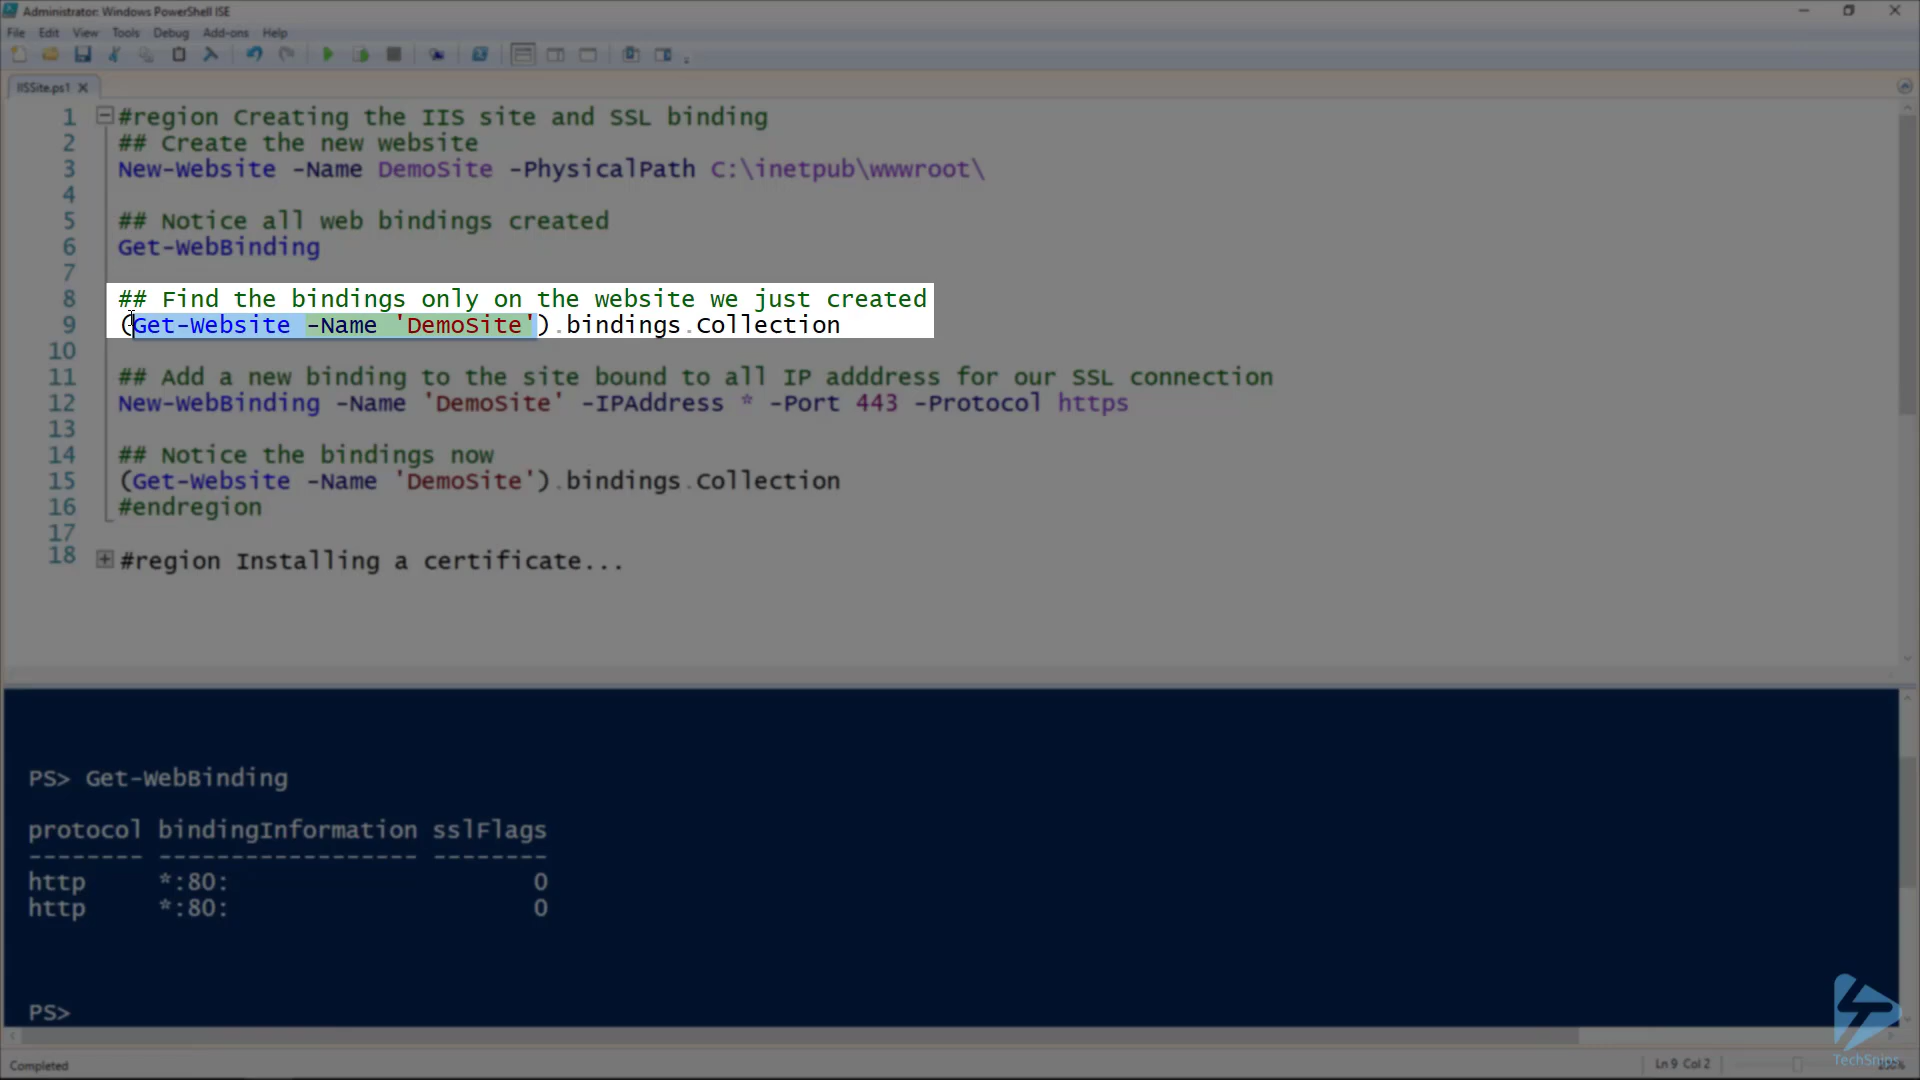 Administrator: Windows PowerShell ISE
File Edit View Tools Debug Add-ons Help
IISSite.ps1
1 #region Creating the IIS site and SSL binding
2 ## Create the new website
3 New-Website -Name DemoSite -PhysicalPath C:\inetpub\wwwroot\
4
5 ## Notice all web bindings created
6 Get-WebBinding
7
8 ## Find the bindings only on the website we just created
9 (Get-Website -Name 'DemoSite').bindings.Collection
10
11 ## Add a new binding to the site bound to all IP adddress for our SSL connection
12 New-WebBinding -Name 'DemoSite' -IPAddress * -Port 443 -Protocol https
13
14 ## Notice the bindings now
15 (Get-Website -Name 'DemoSite').bindings.Collection
16 #endregion
17
18 #region Installing a certificate...
PS> Get-WebBinding
protocol bindingInformation sslFlags
-------- ------------------ --------
http *:80: 0
http *:80: 0
PS>
Completed
Ln 9 Col 2
TechSnips